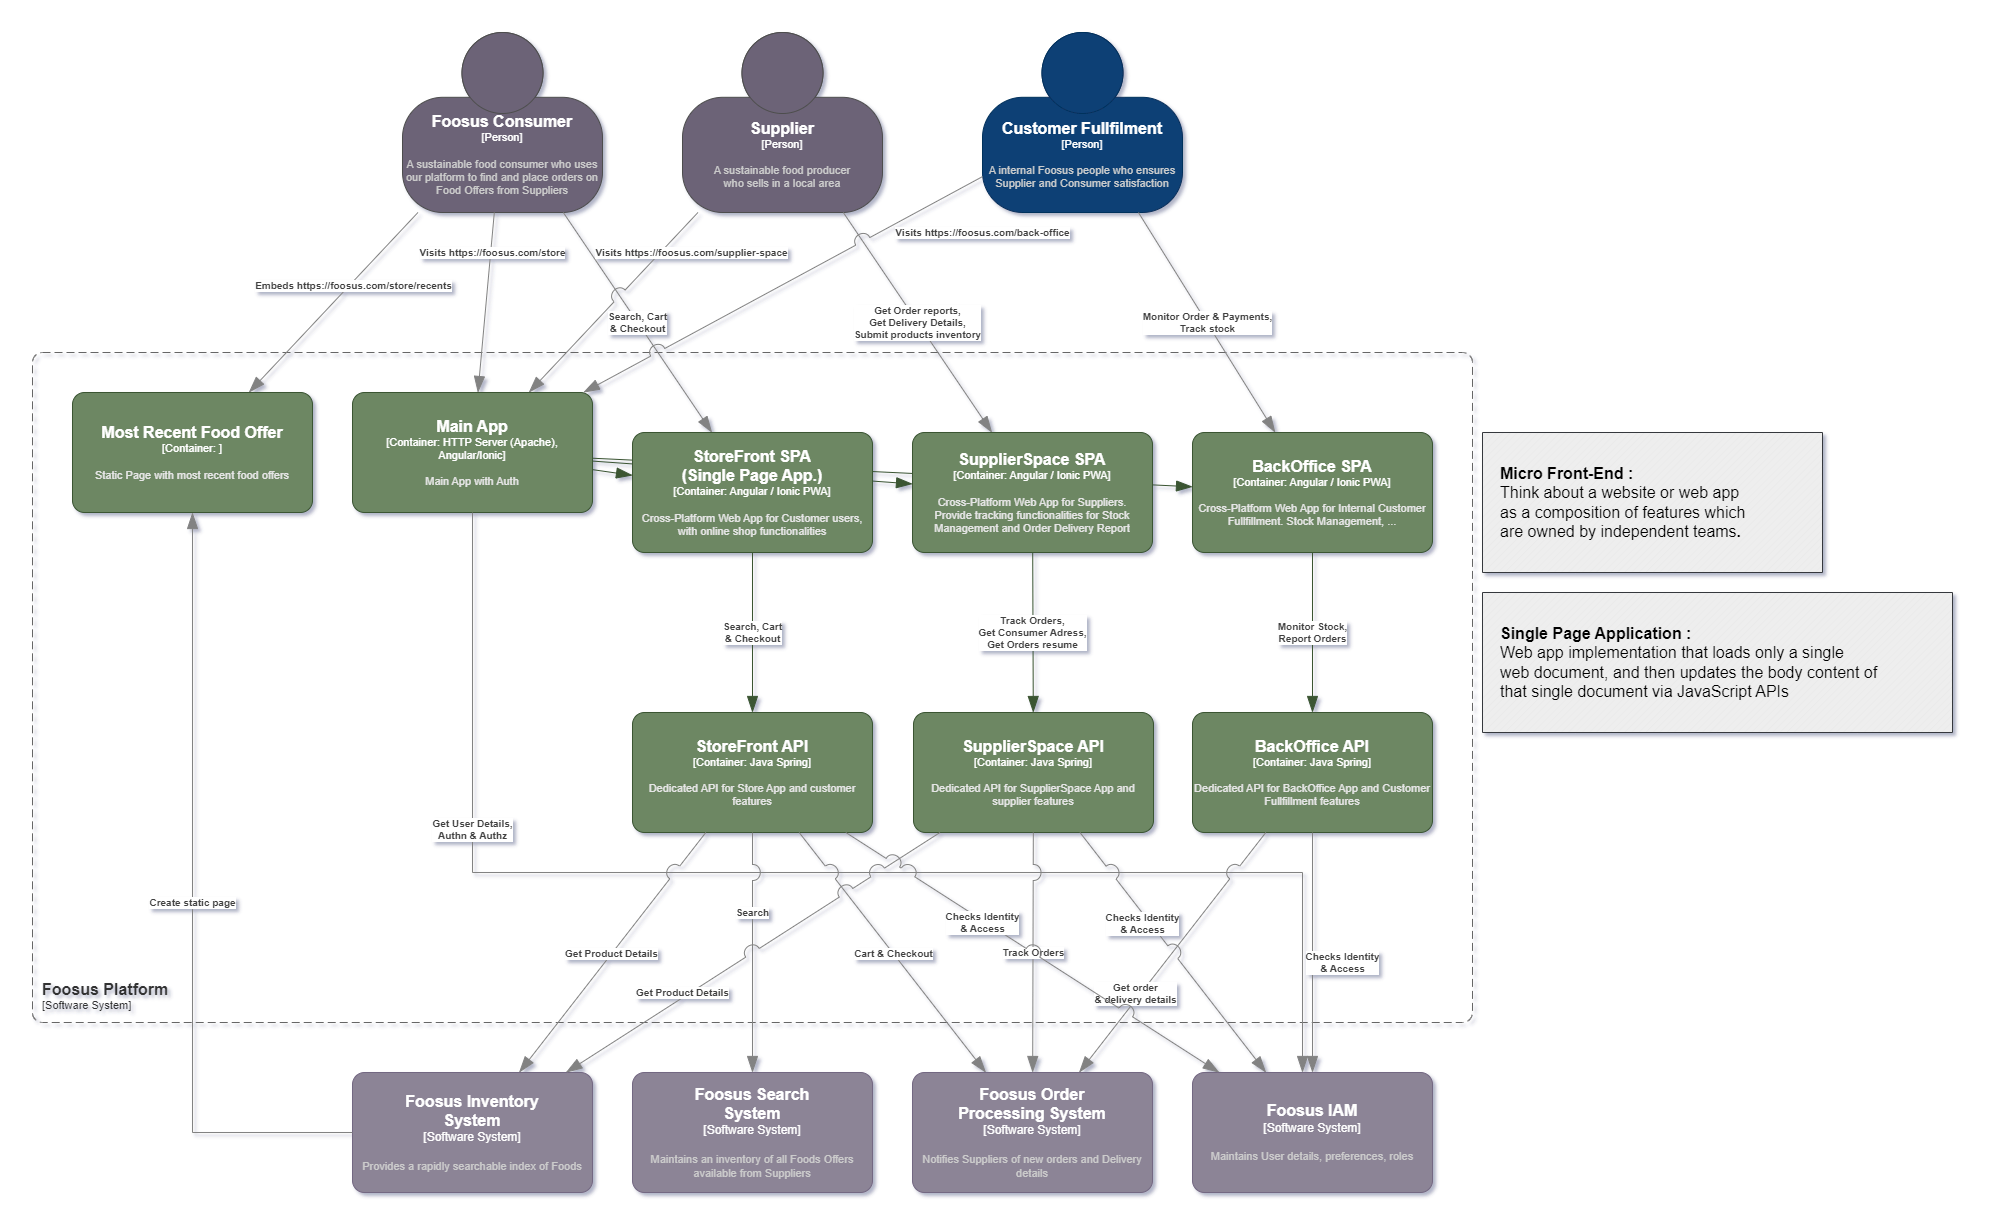 Foosus Consumer
[Person]
A sustainable food consumer who uses
our platform to find and place orders on
Food Offers from Suppliers
Supplier
[Person]
A sustainable food producer
who sells in a local area
Customer Fullfilment
[Person]
A internal Foosus people who ensures
Supplier and Consumer satisfaction
Visits https://foosus.com/back-office
Visits https://foosus.com/store
Visits https://foosus.com/supplier-space
Embeds https://foosus.com/store/recents
Search, Cart
& Checkout
Get Order reports,
Get Delivery Details,
Submit products inventory
Monitor Order & Payments,
Track stock
Most Recent Food Offer
[Container: ]
Static Page with most recent food offers
Main App
[Container: HTTP Server (Apache),
Angular/Ionic]
Main App with Auth
StoreFront SPA
(Single Page App.)
[Container: Angular / Ionic PWA]
Cross-Platform Web App for Customer users,
with online shop functionalities
SupplierSpace SPA
[Container: Angular / Ionic PWA]
Cross-Platform Web App for Suppliers.
Provide tracking functionalities for Stock
Management and Order Delivery Report
BackOffice SPA
[Container: Angular / Ionic PWA]
Cross-Platform Web App for Internal Customer
Fullfillment. Stock Management, ...
Micro Front-End :
Think about a website or web app
as a composition of features which
are owned by independent teams.
Single Page Application :
Web app implementation that loads only a single
web document, and then updates the body content of
that single document via JavaScript APIs
Search, Cart
& Checkout
Track Orders,
Get Consumer Adress,
Get Orders resume
Monitor Stock,
Report Orders
StoreFront API
[Container: Java Spring]
Dedicated API for Store App and customer
features
SupplierSpace API
[Container: Java Spring]
Dedicated API for SupplierSpace App and
supplier features
BackOffice API
[Container: Java Spring]
Dedicated API for BackOffice App and Customer
Fullfillment features
Get User Details,
Authn & Authz
Create static page
Search
Checks Identity
& Access
Checks Identity
& Access
Get Product Details
Cart & Checkout
Track Orders
Checks Identity
& Access
Get Product Details
Get order
& delivery details
Foosus Platform
[Software System]
Foosus Inventory
System
[Software System]
Provides a rapidly searchable index of Foods
Foosus Search
System
[Software System]
Maintains an inventory of all Foods Offers
available from Suppliers
Foosus Order
Processing System
[Software System]
Notifies Suppliers of new orders and Delivery
details
Foosus IAM
[Software System]
Maintains User details, preferences, roles